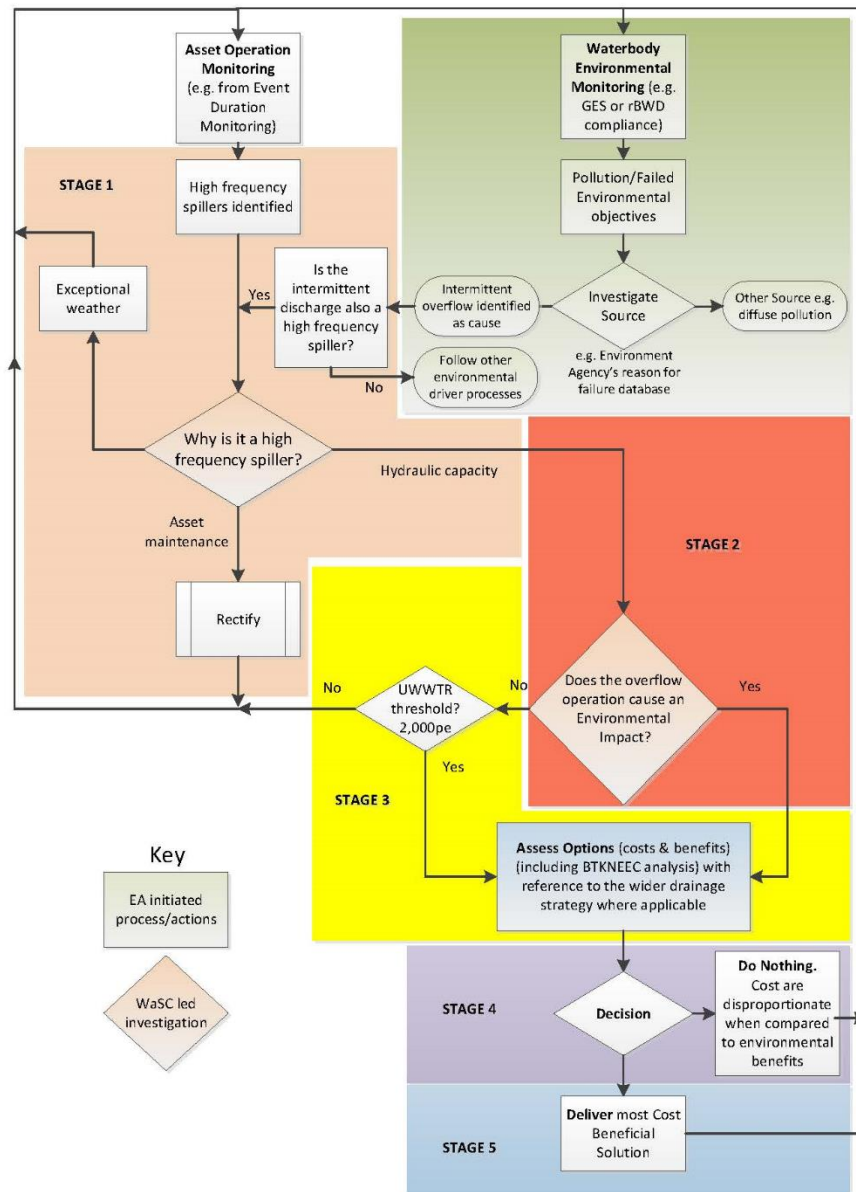 Asset Operation
Monitoring
(e.g. from Event
Duration
Monitoring)
Waterbody
Environmental
Monitoring (e.g.
GES or rBWD
compliance)
STAGE 1
High frequency
spillers identified
Pollution/Failed
Environmental
objectives
Exceptional
weather
Yes
Is the
intermittent
discharge also a
high frequency
spiller?
Intermittent
overflow identified
as cause
Investigate
Source
Other Source e.g.
diffuse pollution
No
Follow other
environmental
driver processes
e.g. Environment
Agency's reason for
failure database
Why is it a high
frequency spiller?
Hydraulic capacity
Asset
maintenance
STAGE 2
Rectify
No
UWWTR
threshold?
2,000pe
No
Does the overflow
operation cause an
Environmental
Impact?
Yes
Yes
STAGE 3
Assess Options (costs & benefits)
(including BTKNEEC analysis) with
reference to the wider drainage
strategy where applicable
Key
EA initiated
process/actions
WaSC led
investigation
STAGE 4
Decision
Do Nothing.
Cost are
disproportionate
when compared
to environmental
benefits
STAGE 5
Deliver most Cost
Beneficial
Solution